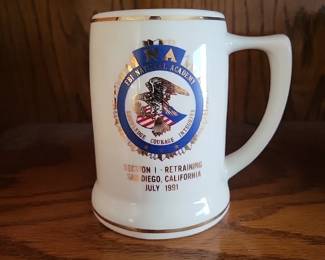 NA
FBI NATIONAL ACADEMY
KNOWLEDGE COURAGE INTEGRITY
SECTION I - RETRAINING
SAN DIEGO, CALIFORNIA
JULY 1991